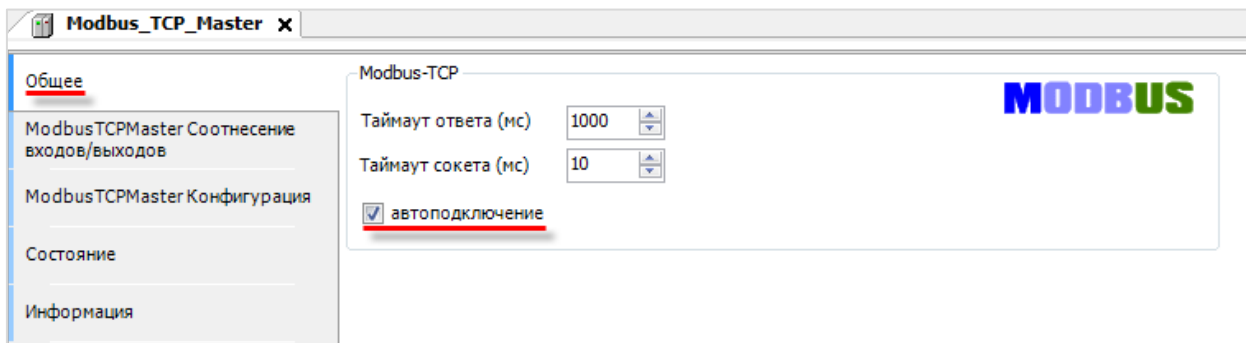 Modbus_TCP_Master x
Общее
ModbusTCPMaster Соотнесение
входов/выходов
ModbusTCPMaster Конфигурация
Состояние
Информация
Modbus-TCP
MODBUS
Таймаут ответа (мс) 1000
Таймаут сокета (мс) 10
автоподключение